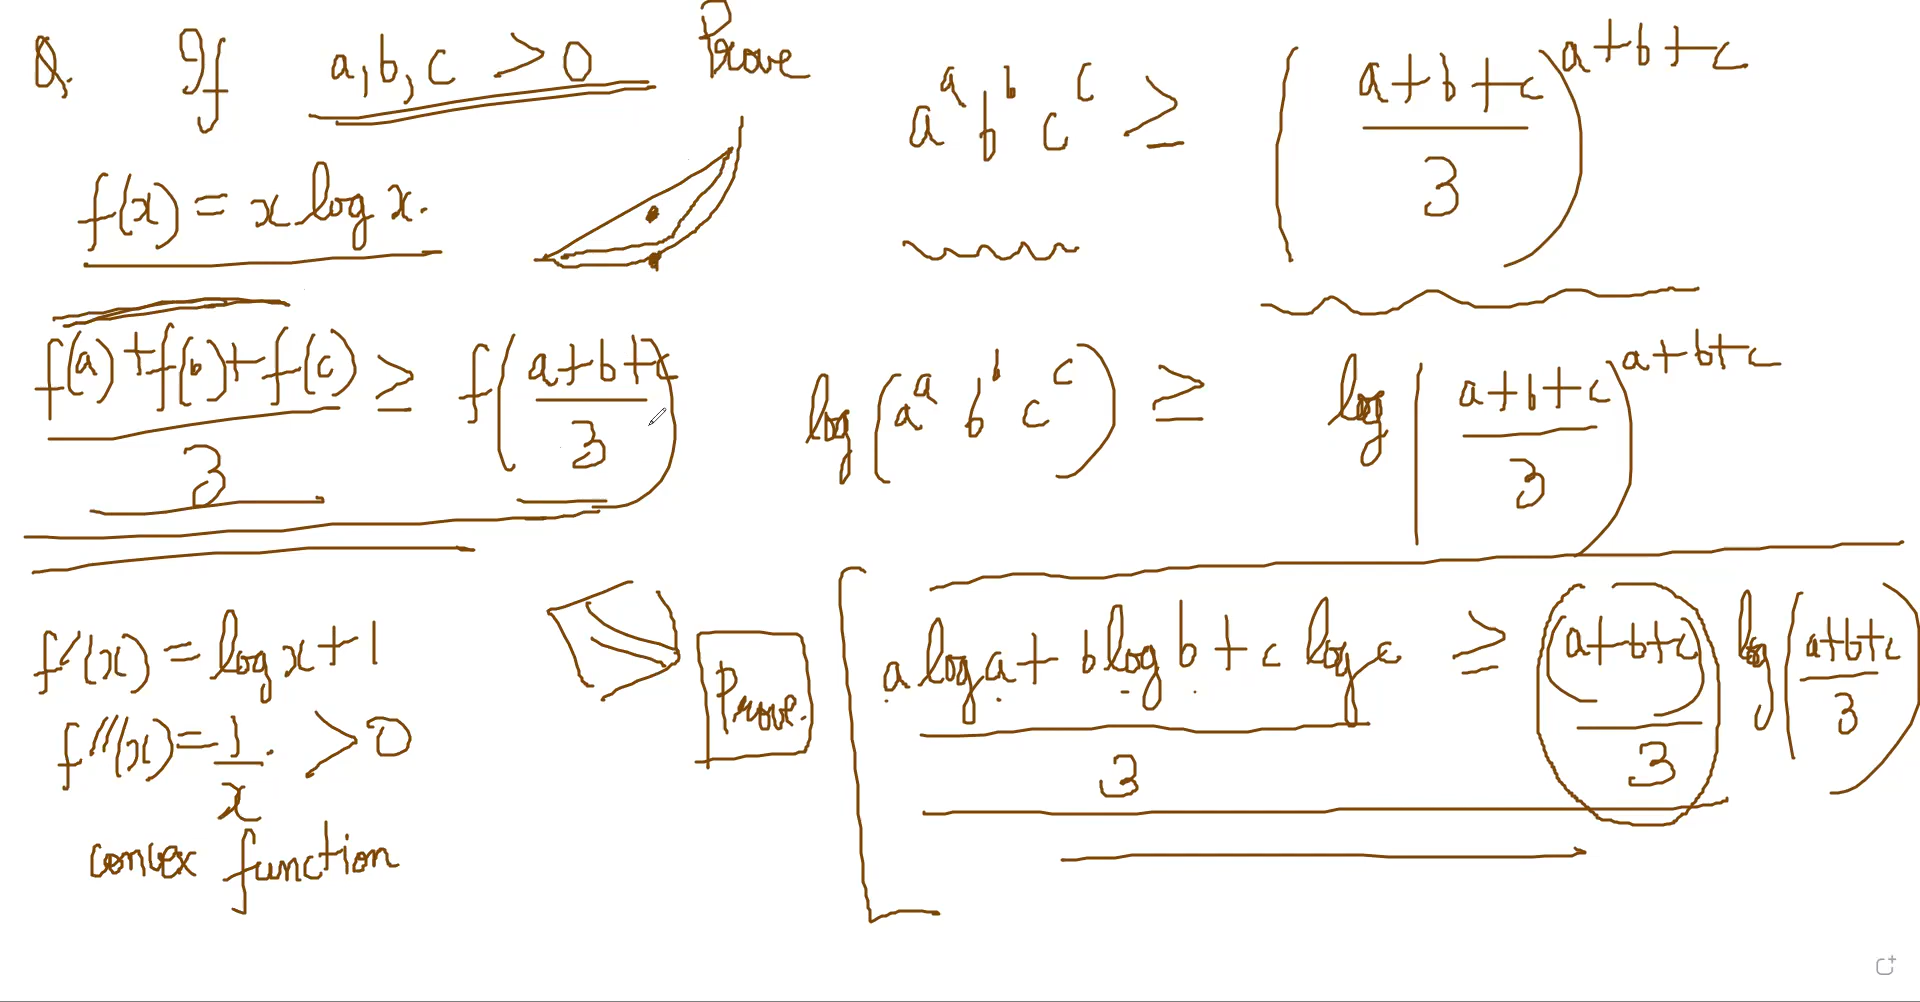 Q. If a, b, c > 0 Prove a^a b^b c^c ≥ ((a+b+c)/3)^(a+b+c)
f(x) = x log x.
(f(a)+f(b)+f(c))/3 ≥ f((a+b+c)/3)
log(a^a b^b c^c) ≥ log((a+b+c)/3)^(a+b+c)
f'(x) = log x + 1
f''(x) = 1/x > 0
convex function
Prove.
(a log a + b log b + c log c)/3 ≥ ((a+b+c)/3) log((a+b+c)/3)